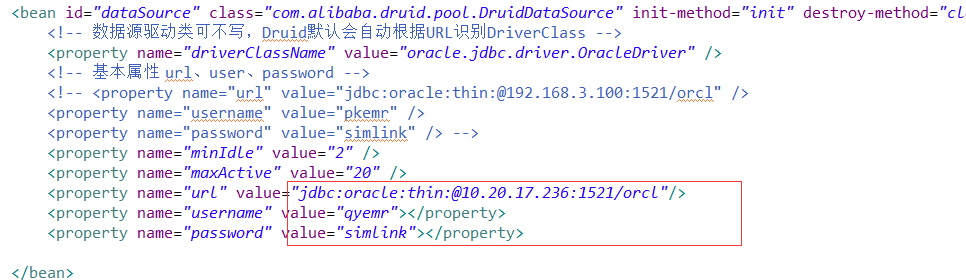 <bean id="dataSource" class="com.alibaba.druid.pool.DruidDataSource" init-method="init" destroy-method="cl
<!-- 数据源驱动类可不写，Druid默认会自动根据URL识别DriverClass -->
<property name="driverClassName" value="oracle.jdbc.driver.OracleDriver" />
<!-- 基本属性 url、user、password -->
<!-- <property name="url" value="jdbc:oracle:thin:@192.168.3.100:1521/orcl" />
<property name="username" value="pkemr" />
<property name="password" value="simlink" /> -->
<property name="minIdle" value="2" />
<property name="maxActive" value="20" />
<property name="url" value="jdbc:oracle:thin:@10.20.17.236:1521/orcl"/>
<property name="username" value="qyemr"></property>
<property name="password" value="simlink"></property>
</bean>